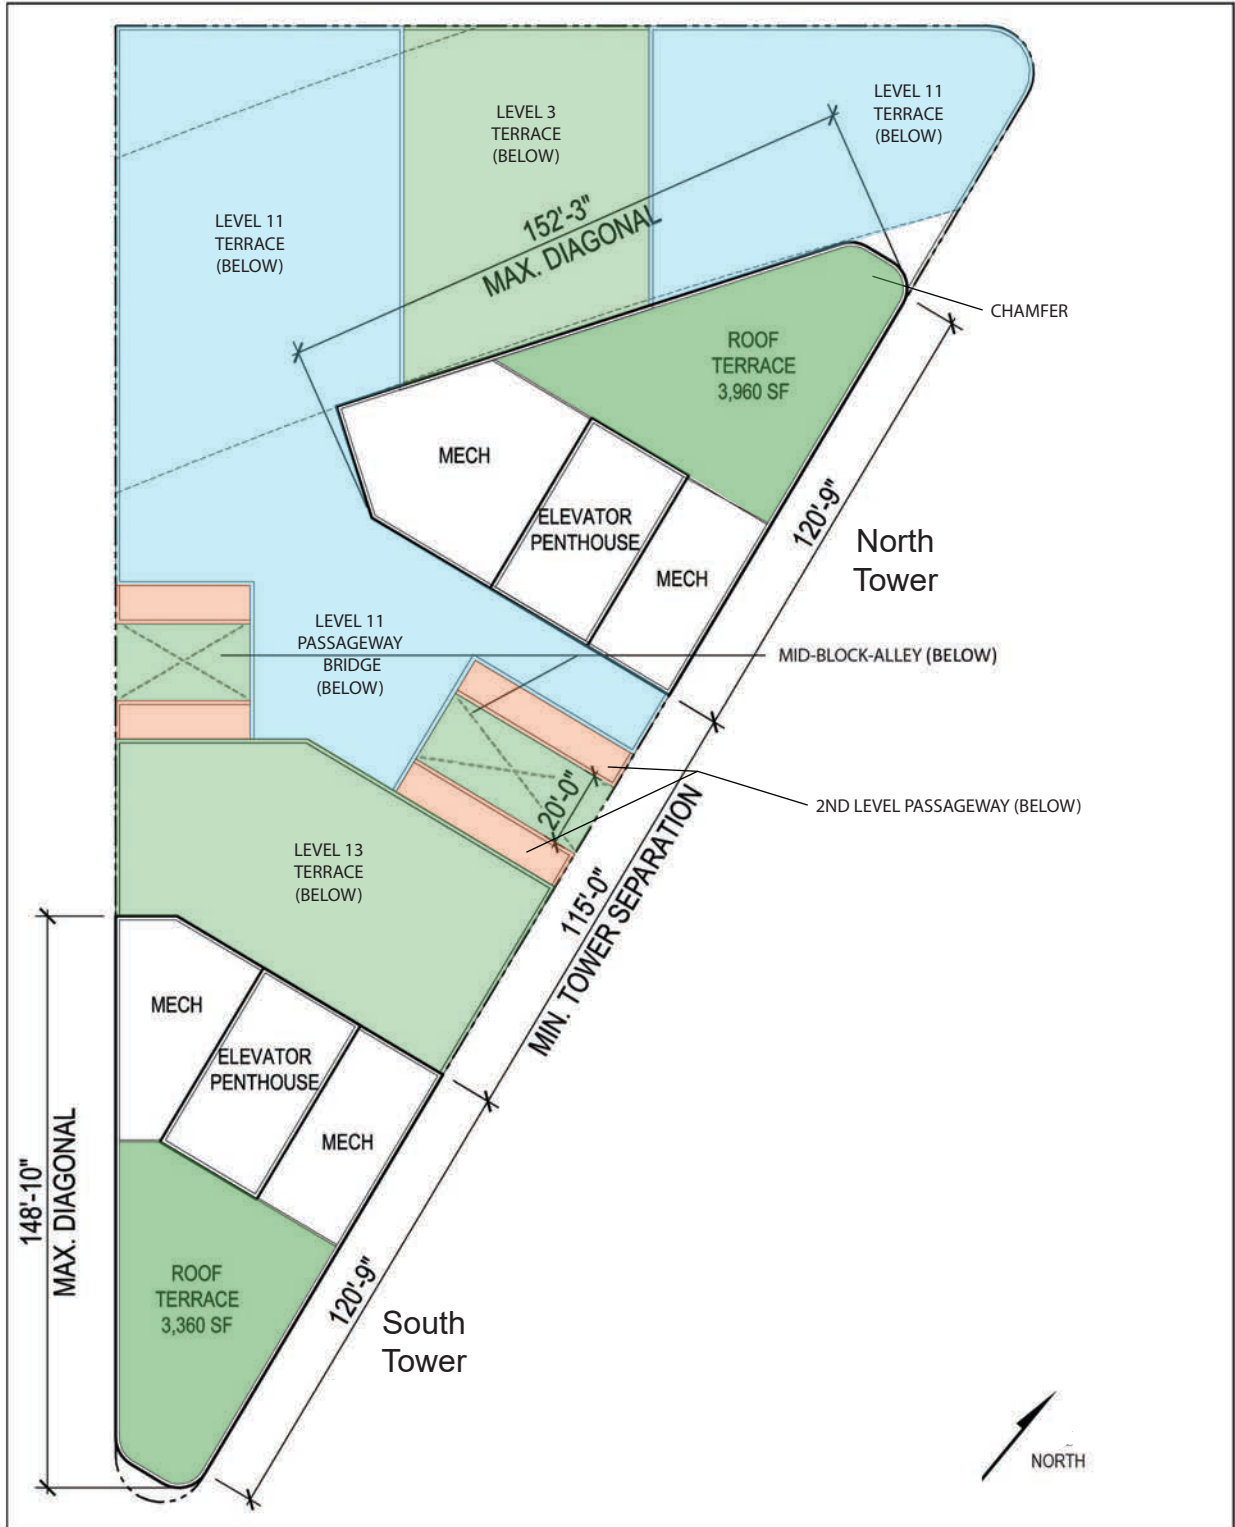 LEVEL 11
TERRACE
(BELOW)
LEVEL 3
TERRACE
(BELOW)
LEVEL 11
TERRACE
(BELOW)
152'-3"
MAX. DIAGONAL
CHAMFER
ROOF
TERRACE
3,960 SF
MECH
ELEVATOR
PENTHOUSE
MECH
120'-9"
North
Tower
LEVEL 11
PASSAGEWAY
BRIDGE
(BELOW)
MID-BLOCK-ALLEY (BELOW)
20'-0"
2ND LEVEL PASSAGEWAY (BELOW)
115'-0"
MIN. TOWER SEPARATION
LEVEL 13
TERRACE
(BELOW)
MECH
ELEVATOR
PENTHOUSE
MECH
148'-10"
MAX. DIAGONAL
ROOF
TERRACE
3,360 SF
120'-9"
South
Tower
NORTH